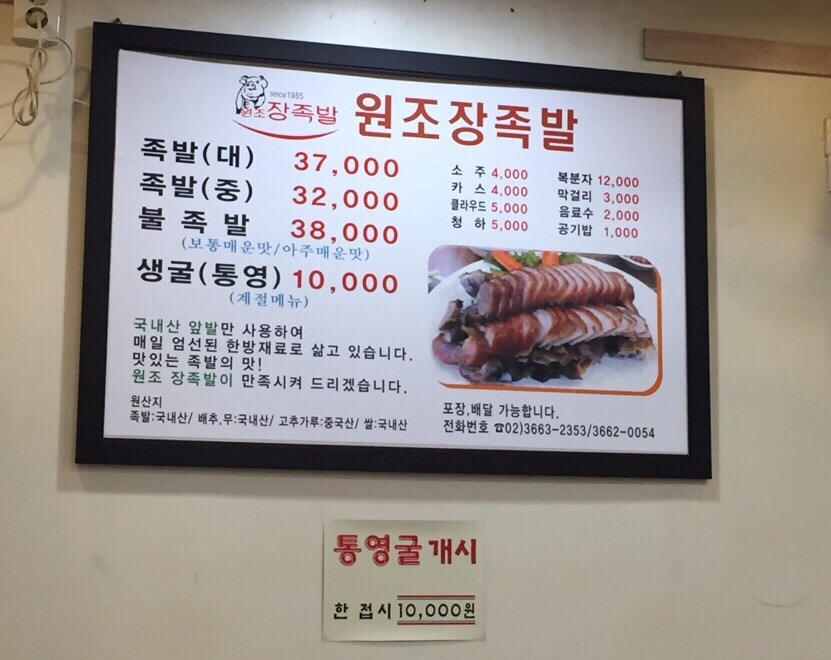 since 1985
원조장족발
원조장족발
족발(대) 37,000
족발(중) 32,000
불족발 38,000
(보통매운맛/아주매운맛)
생굴(통영) 10,000
(계절메뉴)
소주 4,000
카스 4,000
클라우드 5,000
청하 5,000
복분자 12,000
막걸리 3,000
음료수 2,000
공기밥 1,000
국내산 앞발만 사용하여
매일 엄선된 한방재료로 삶고 있습니다.
맛있는 족발의 맛!
원조 장족발이 만족시켜 드리겠습니다.
원산지
족발:국내산/ 배추,무:국내산/ 고추가루:중국산/ 쌀:국내산
포장,배달 가능합니다.
전화번호 ☎02)3663-2353/3662-0054
통영굴개시
한 접시 10,000원